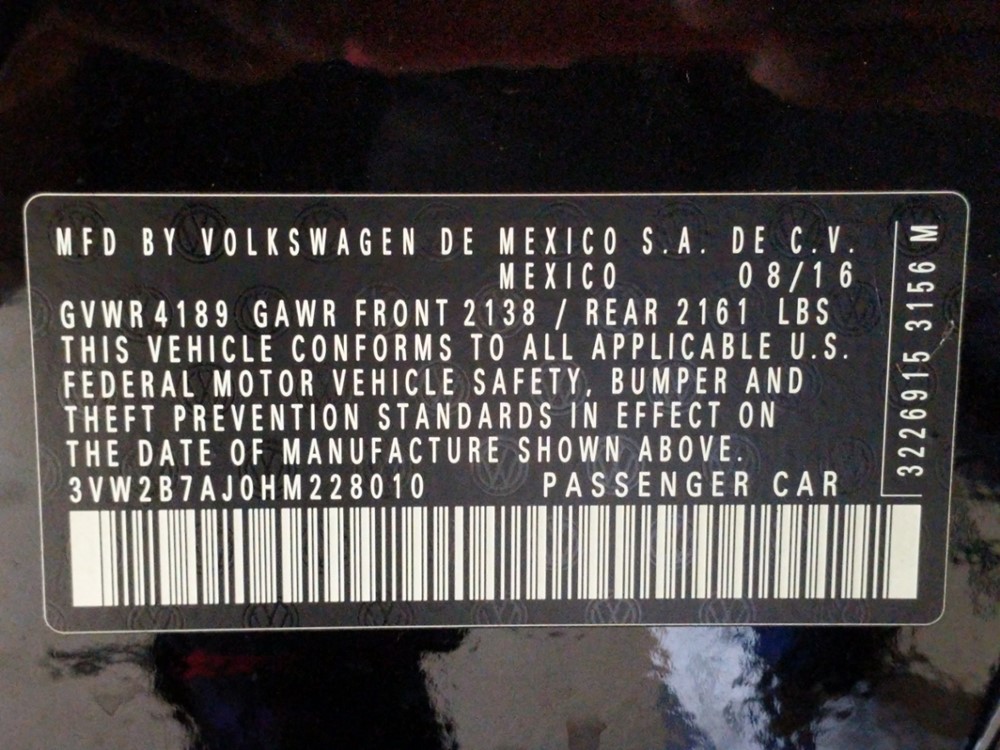 MFD BY VOLKSWAGEN DE MEXICO S.A. DE C.V.
MEXICO 08/16
GVWR 4189 GAWR FRONT 2138 / REAR 2161 LBS
THIS VEHICLE CONFORMS TO ALL APPLICABLE U.S.
FEDERAL MOTOR VEHICLE SAFETY, BUMPER AND
THEFT PREVENTION STANDARDS IN EFFECT ON
THE DATE OF MANUFACTURE SHOWN ABOVE.
3VW2B7AJ0HM228010 PASSENGER CAR
3226915 3156 M